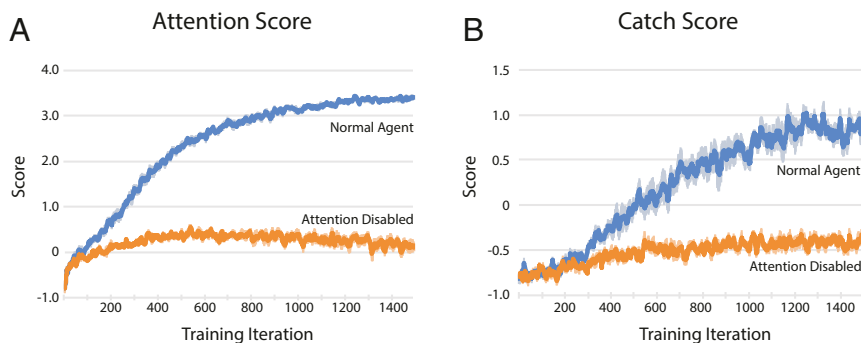 A
Attention Score
4.0
3.0
2.0
1.0
0
-1.0
Score
Normal Agent
Attention Disabled
200 400 600 800 1000 1200 1400
Training Iteration
B
Catch Score
1.5
1.0
0.5
0
-0.5
-1.0
Score
Normal Agent
Attention Disabled
200 400 600 800 1000 1200 1400
Training Iteration